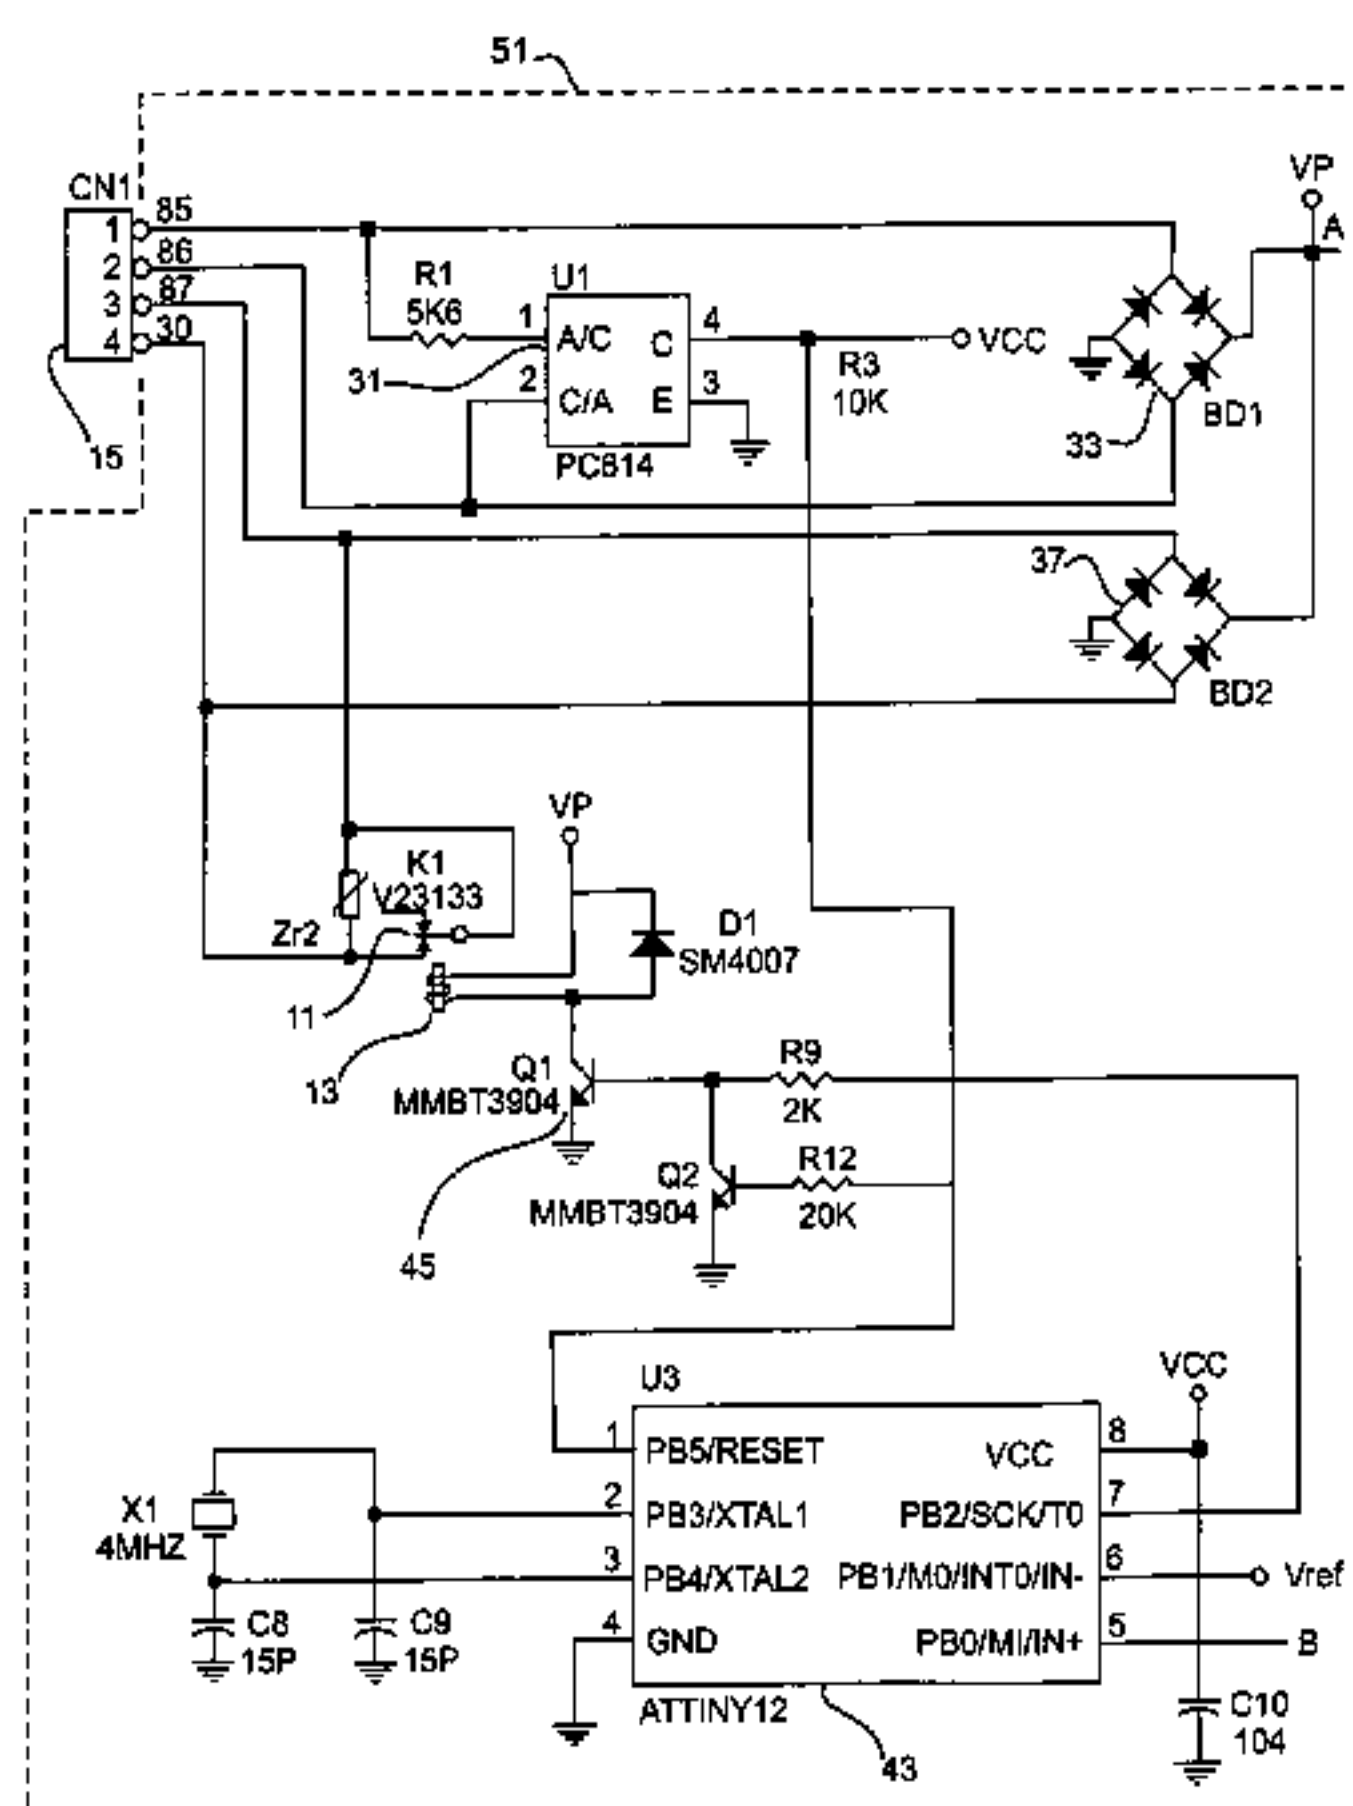 51
VP
A
CN1
1 85
2 86
3 87
4 30
15
R1
5K6
U1
1 A/C C 4
2 C/A E 3
31
PC814
VCC
R3
10K
33
BD1
37
BD2
VP
K1
V23133
Zr2
D1
SM4007
11
13
Q1
MMBT3904
R9
2K
Q2
MMBT3904
R12
20K
45
U3
VCC
1 PB5/RESET VCC 8
2 PB3/XTAL1 PB2/SCK/T0 7
3 PB4/XTAL2 PB1/M0/INT0/IN- 6 Vref
4 GND PB0/MI/IN+ 5 B
X1
4MHZ
C8
15P
C9
15P
ATTINY12
C10
104
43